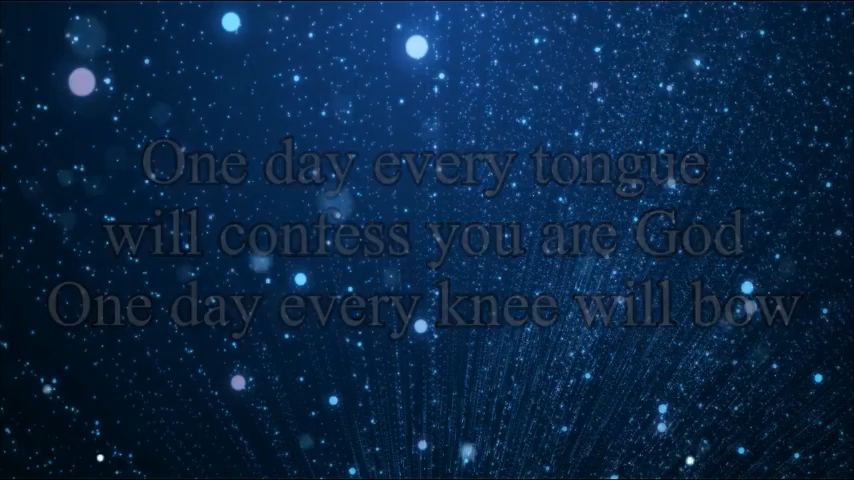 One day every tongue
will confess you are God
One day every knee will bow